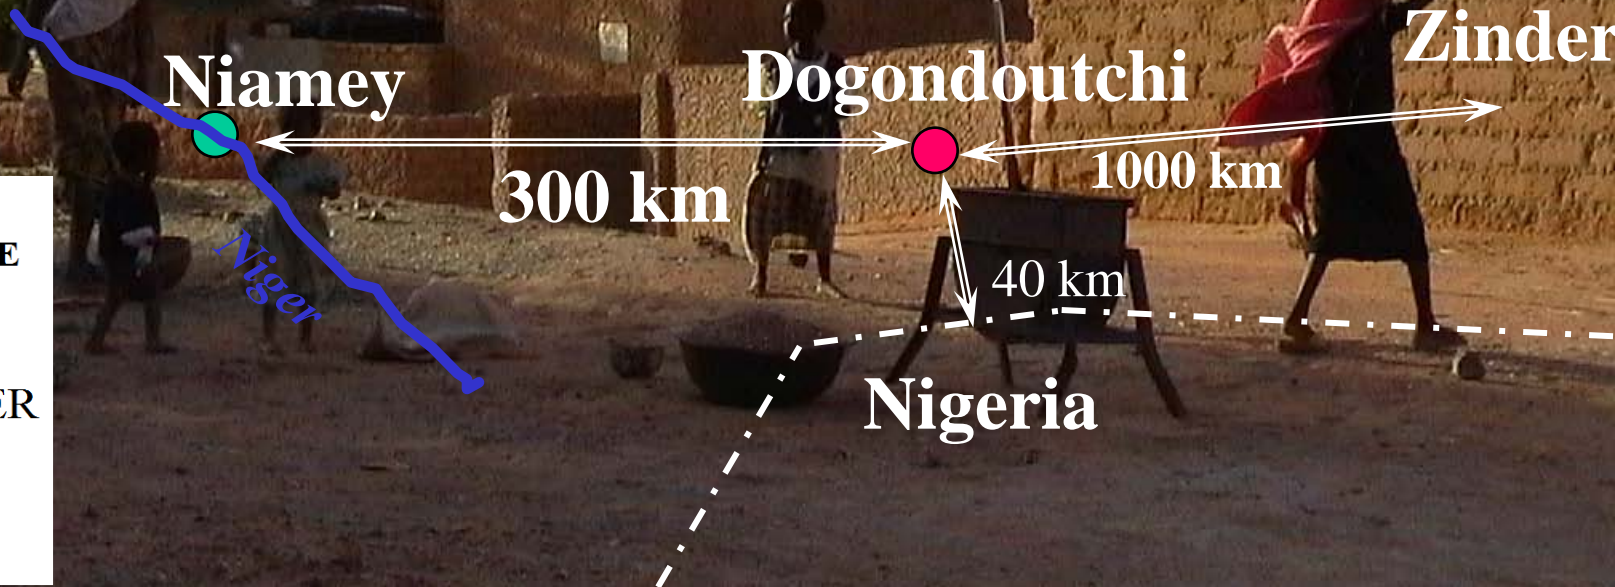 Zinder
Niamey
Dogondoutchi
1000 km
300 km
E
Niger
40 km
ER
Nigeria